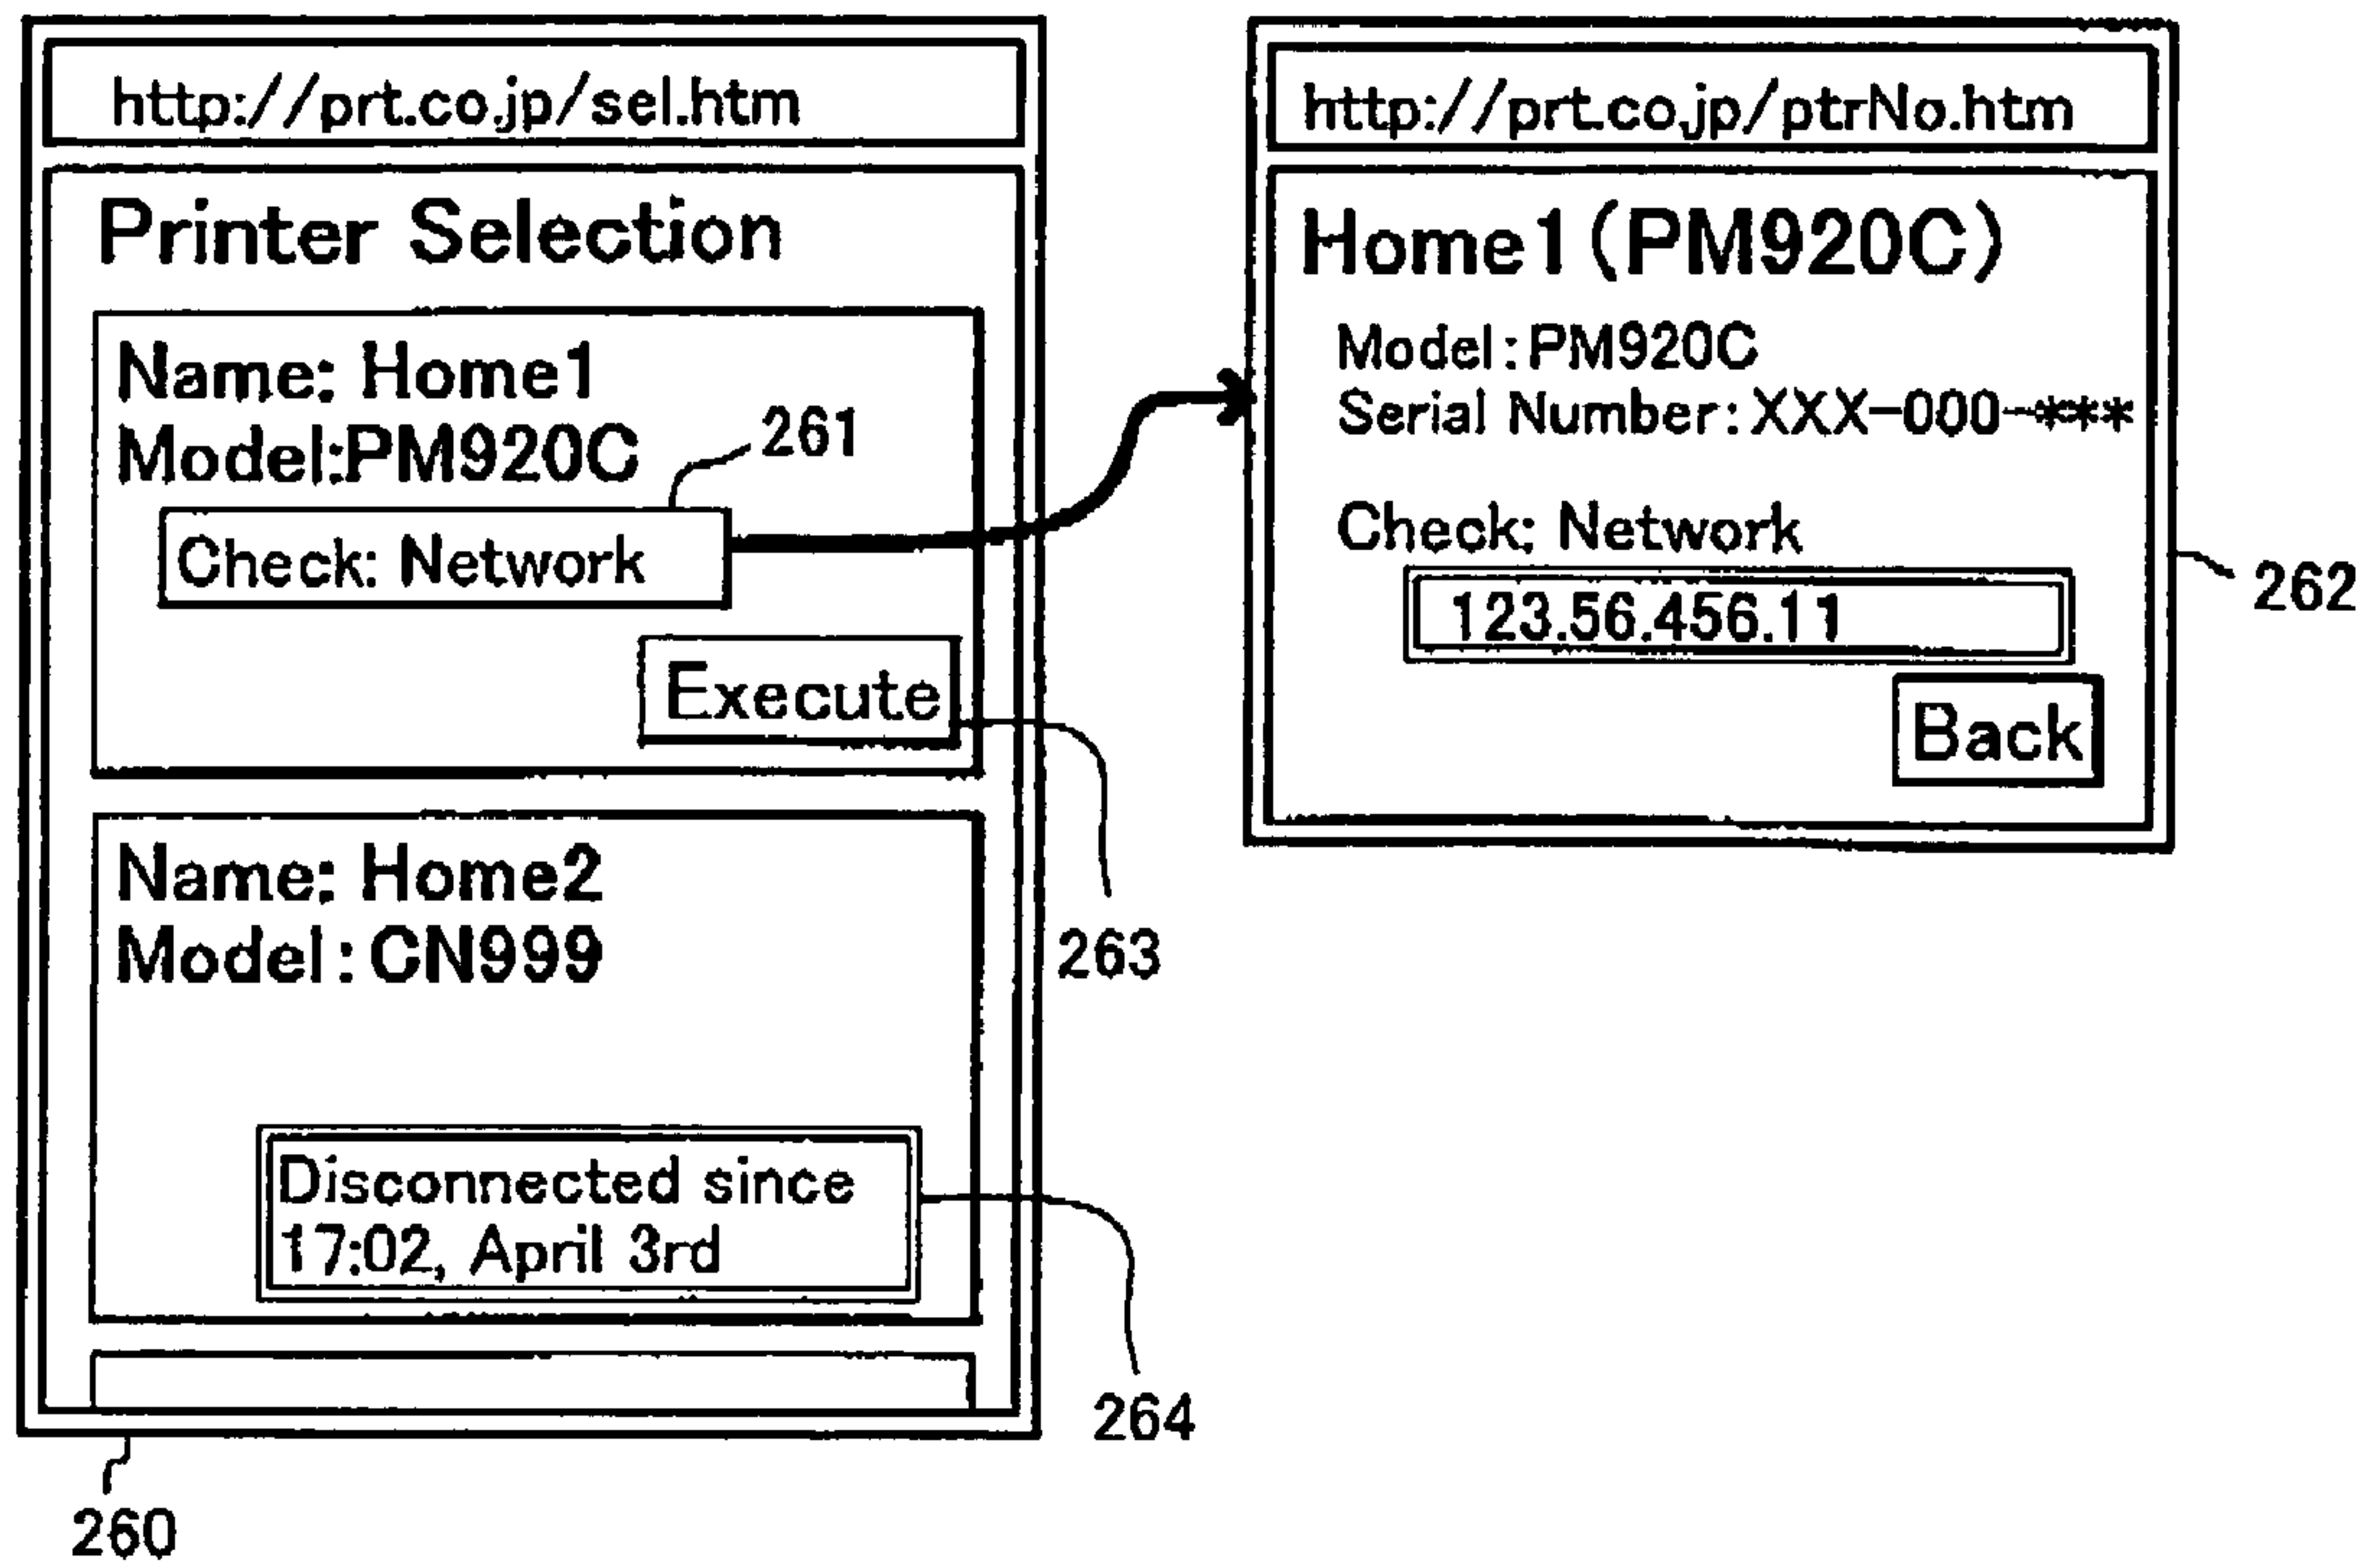 http://prt.co.jp/sel.htm
Printer Selection
Name: Home1
Model:PM920C
261
Check: Network
Execute
263
Name: Home2
Model: CN999
Disconnected since
17:02, April 3rd
264
260
http://prt.co.jp/ptrNo.htm
Home1(PM920C)
Model:PM920C
Serial Number:XXX-000-***
Check: Network
123.56.456.11
262
Back